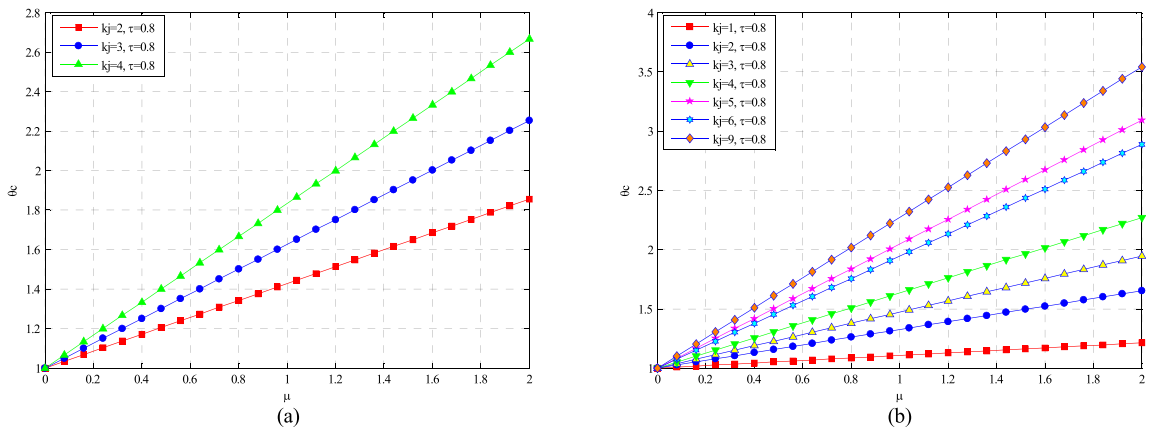 2.8
2.6
2.4
2.2
2
1.8
1.6
1.4
1.2
1
θc
kj=2, τ=0.8
kj=3, τ=0.8
kj=4, τ=0.8
0 0.2 0.4 0.6 0.8 1 1.2 1.4 1.6 1.8 2
μ
(a)
4
3.5
3
2.5
2
1.5
1
θc
kj=1, τ=0.8
kj=2, τ=0.8
kj=3, τ=0.8
kj=4, τ=0.8
kj=5, τ=0.8
kj=6, τ=0.8
kj=9, τ=0.8
0 0.2 0.4 0.6 0.8 1 1.2 1.4 1.6 1.8 2
μ
(b)